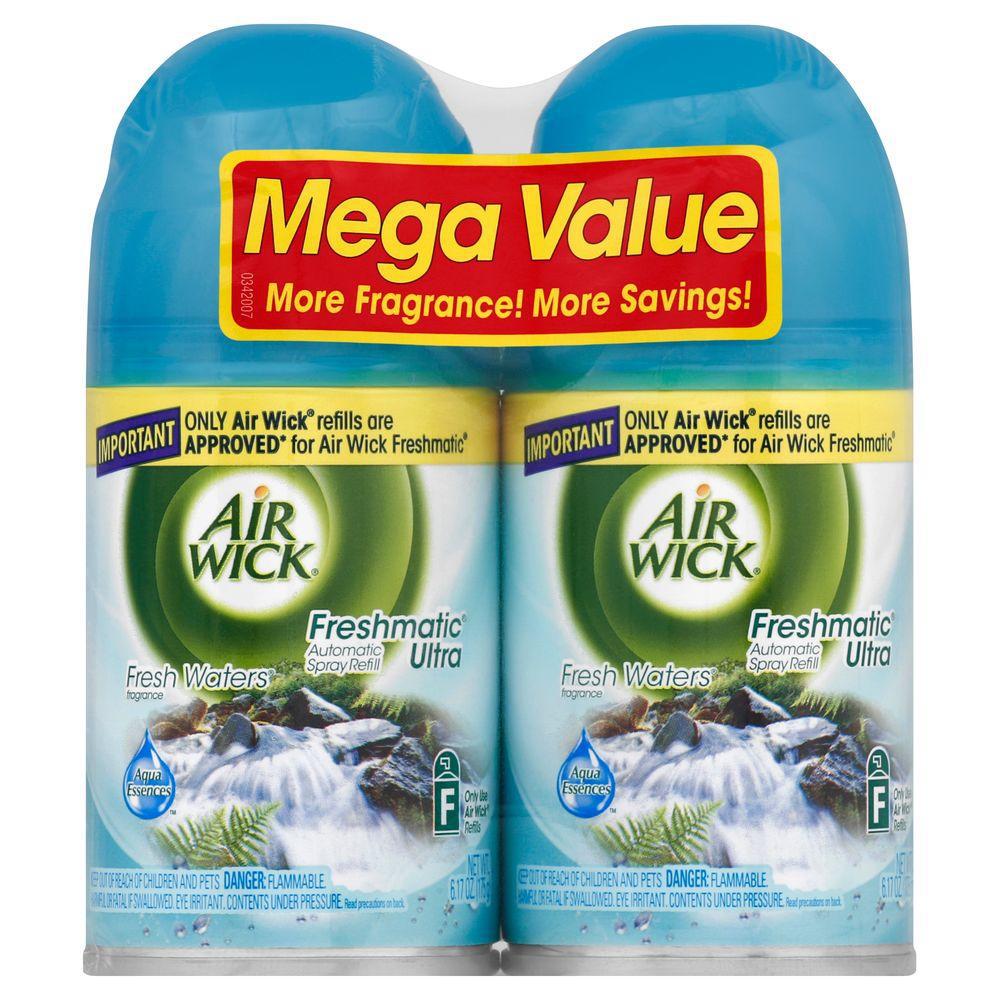 Mega Value
More Fragrance! More Savings!
0342007
IMPORTANT
ONLY Air Wick® refills are
APPROVED* for Air Wick Freshmatic®
AIR
WICK®
Freshmatic®
Ultra
Automatic
Spray Refill
Fresh Waters®
fragrance
Aqua
Essences™
F
Only Use
Air Wick®
Refills
KEEP OUT OF REACH OF CHILDREN AND PETS DANGER: FLAMMABLE.
HARMFUL OR FATAL IF SWALLOWED. EYE IRRITANT. CONTENTS UNDER PRESSURE. Read precautions on back.
NET WT.
6.17 OZ (175 g)
IMPORTANT
ONLY Air Wick® refills are
APPROVED* for Air Wick Freshmatic®
AIR
WICK®
Freshmatic®
Ultra
Automatic
Spray Refill
Fresh Waters®
fragrance
Aqua
Essences™
F
Only Use
Air Wick®
Refills
KEEP OUT OF REACH OF CHILDREN AND PETS DANGER: FLAMMABLE.
HARMFUL OR FATAL IF SWALLOWED. EYE IRRITANT. CONTENTS UNDER PRESSURE. Read precautions on back.
NET
6.17 OZ